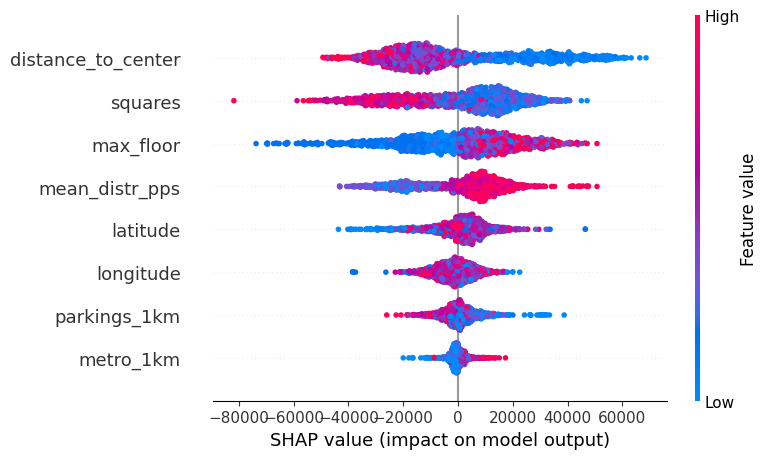 High
distance_to_center
squares
max_floor
mean_distr_pps
latitude
longitude
parkings_1km
metro_1km
Feature value
Low
−80000 −60000 −40000 −20000 0 20000 40000 60000
SHAP value (impact on model output)